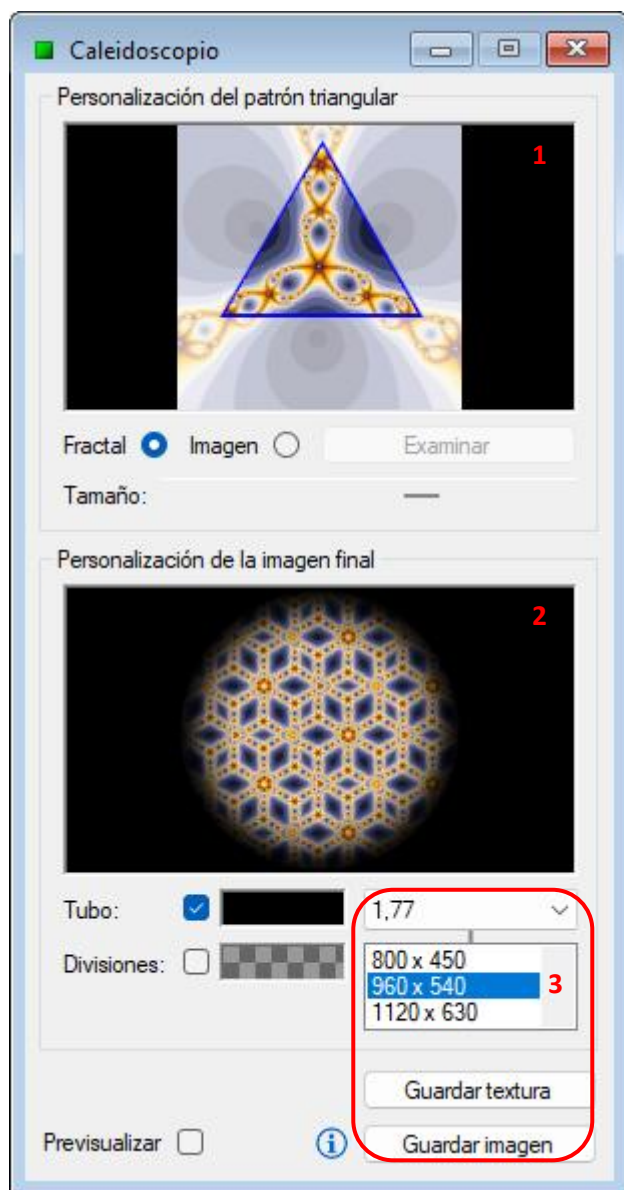 Caleidoscopio
Personalización del patrón triangular
1
Fractal Imagen Examinar
Tamaño:
Personalización de la imagen final
2
Tubo: 1,77
Divisiones: 800 x 450
960 x 540 3
1120 x 630
Guardar textura
Previsualizar Guardar imagen